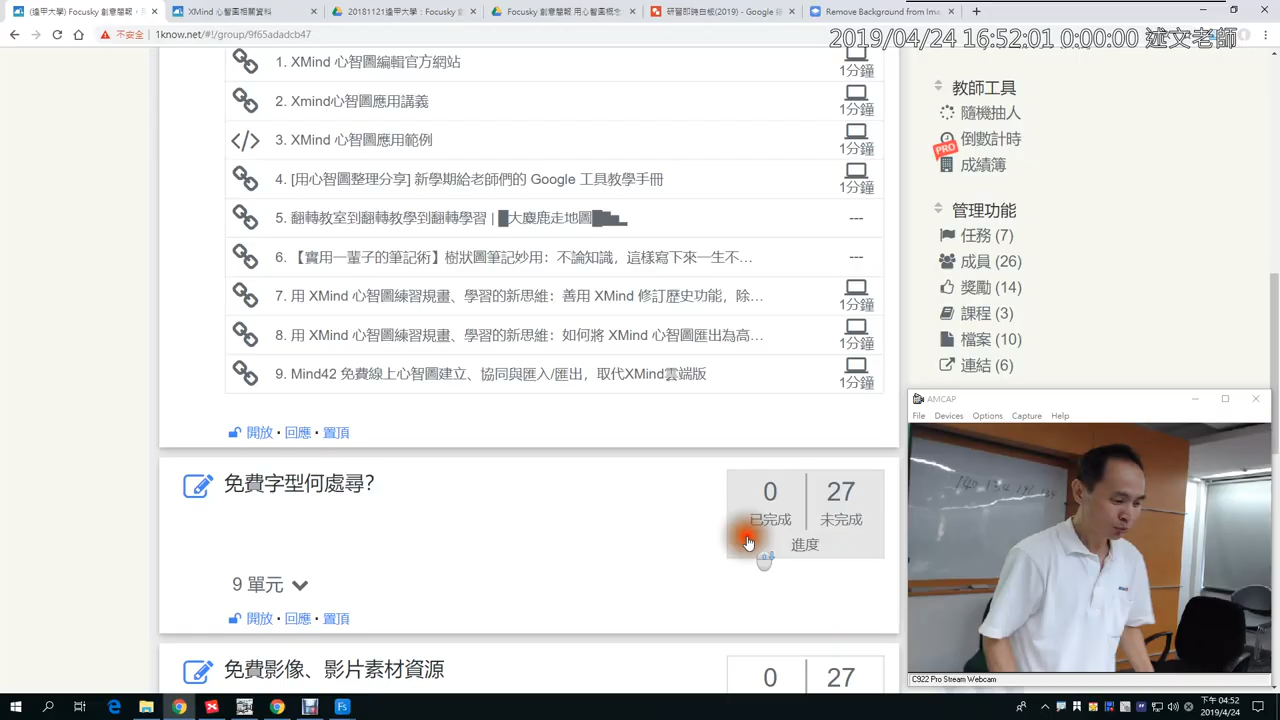 (逢甲大學) Focusky 創意簡報，
XMind 心智圖相關資料
20181121逢甲大學：Focusky 創
Focusky 創意簡報 用心智圖概念
研習即時白板(2019) - Google 
Remove Background from Ima
不安全 1know.net/#!/group/9f65adadcb47
2019/04/24 16:52:01 0:00:00 述文老師
1. XMind 心智圖編輯官方網站
1分鐘
2. Xmind心智圖應用講義
1分鐘
</> 3. XMind 心智圖應用範例
1分鐘
4. [用心智圖整理分享] 新學期給老師們的 Google 工具教學手冊
1分鐘
5. 翻轉教室到翻轉教學到翻轉學習 | █大麋鹿走地圖█▇▅▂
---
6. 【實用一輩子的筆記術】樹狀圖筆記妙用：不論知識，這樣寫下來一生不…
---
7. 用 XMind 心智圖練習規畫、學習的新思維：善用 XMind 修訂歷史功能，除…
1分鐘
8. 用 XMind 心智圖練習規畫、學習的新思維：如何將 XMind 心智圖匯出為高…
1分鐘
9. Mind42 免費線上心智圖建立、協同與匯入/匯出，取代XMind雲端版
1分鐘
開放 · 回應 · 置頂
免費字型何處尋?
0 27
已完成 未完成
進度
9 單元
開放 · 回應 · 置頂
免費影像、影片素材資源
0 27
教師工具
隨機抽人
倒數計時
PRO
成績簿
管理功能
任務 (7)
成員 (26)
獎勵 (14)
課程 (3)
檔案 (10)
連結 (6)
AMCAP
File Devices Options Capture Help
C922 Pro Stream Webcam
下午 04:52
2019/4/24